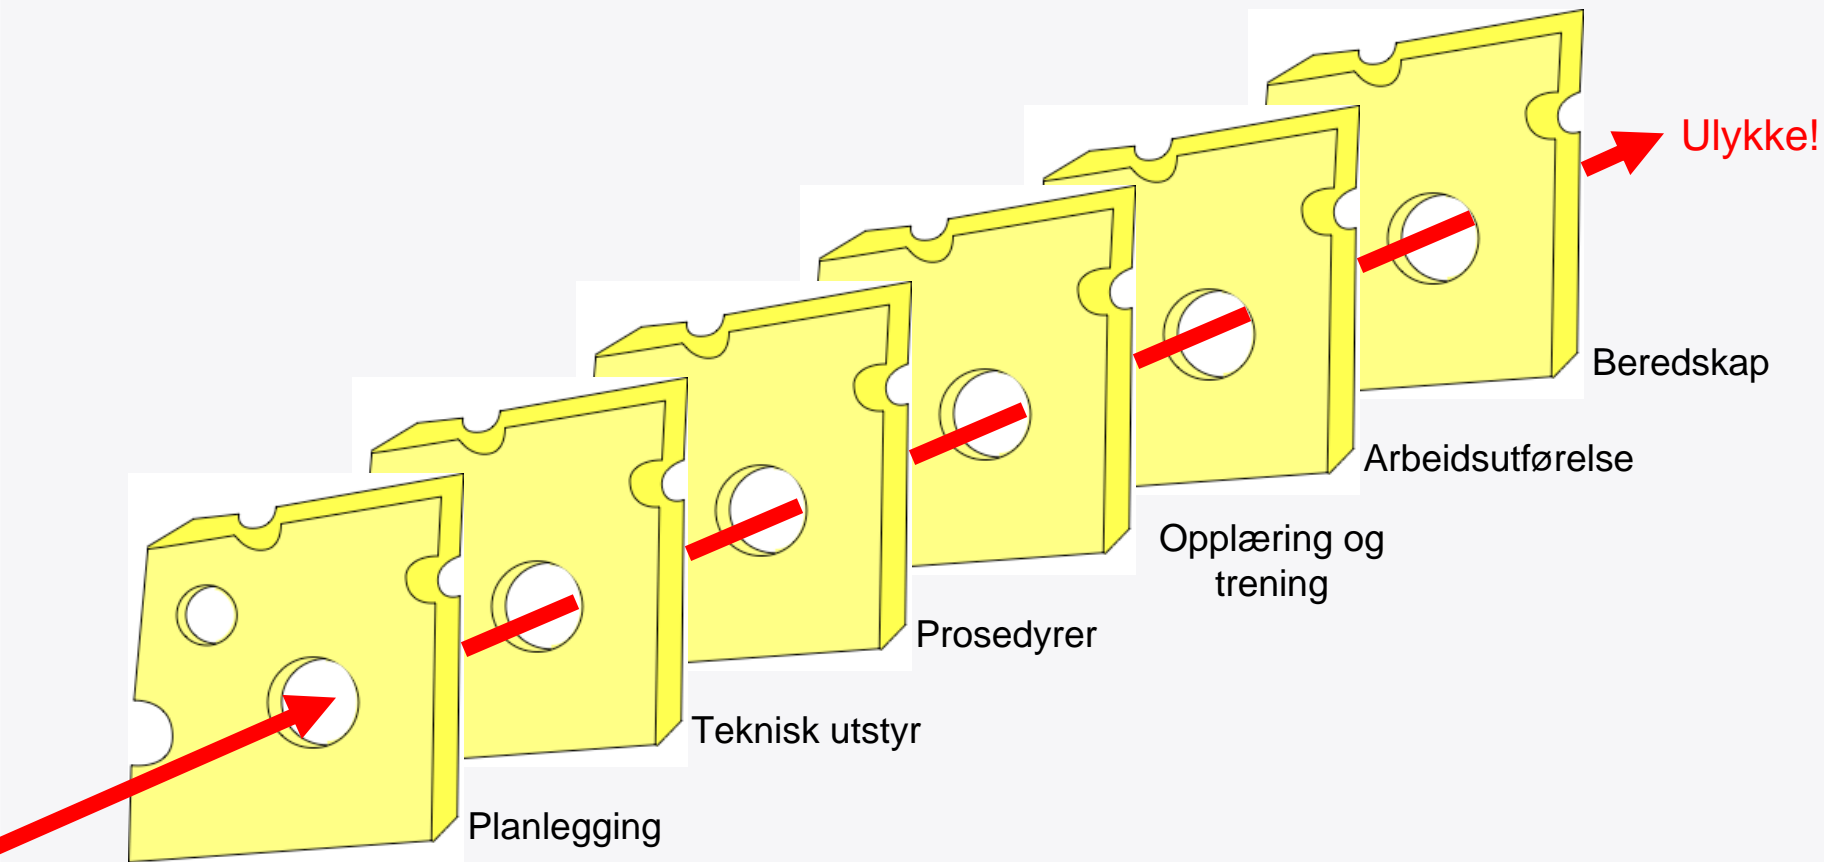 Ulykke!
Beredskap
Arbeidsutførelse
Opplæring og
trening
Prosedyrer
Teknisk utstyr
Planlegging